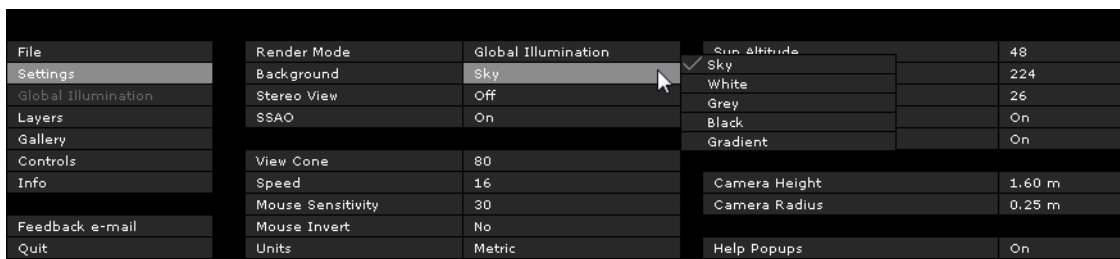 File
Settings
Global Illumination
Layers
Gallery
Controls
Info
Feedback e-mail
Quit
Render Mode Global Illumination
Background Sky
Stereo View Off
SSAO On
View Cone 80
Speed 16
Mouse Sensitivity 30
Mouse Invert No
Units Metric
Sun Altitude 48
Sky 224
White
26
Grey
Black On
Gradient On
Camera Height 1.60 m
Camera Radius 0.25 m
Help Popups On